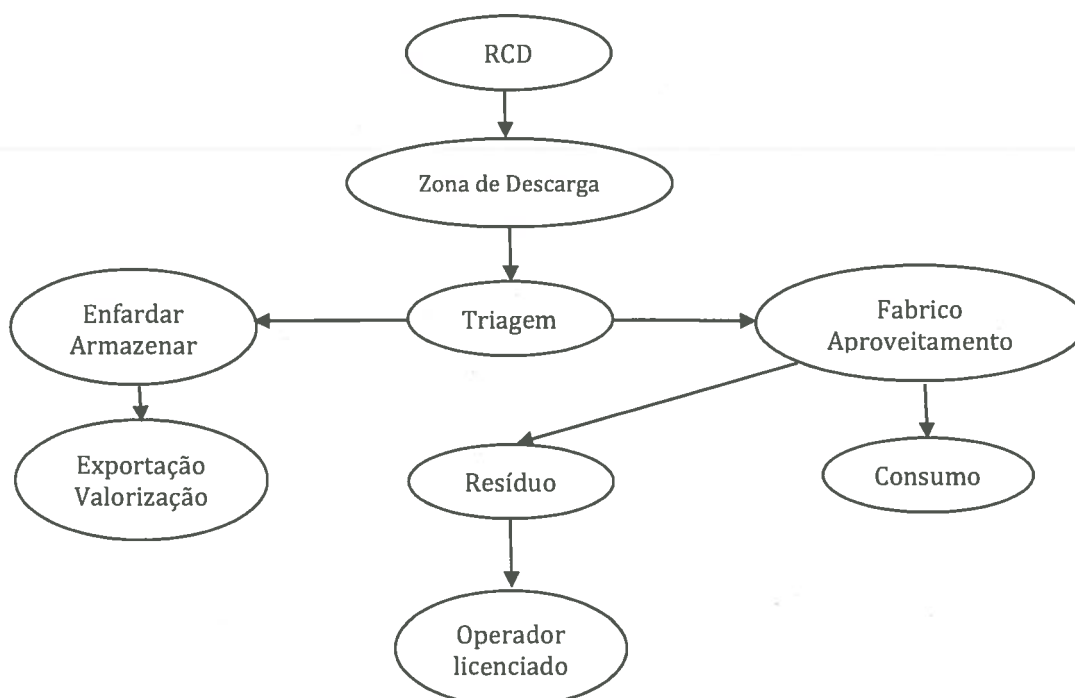 RCD
Zona de Descarga
Enfardar
Armazenar
Triagem
Fabrico
Aproveitamento
Exportação
Valorização
Resíduo
Consumo
Operador
licenciado